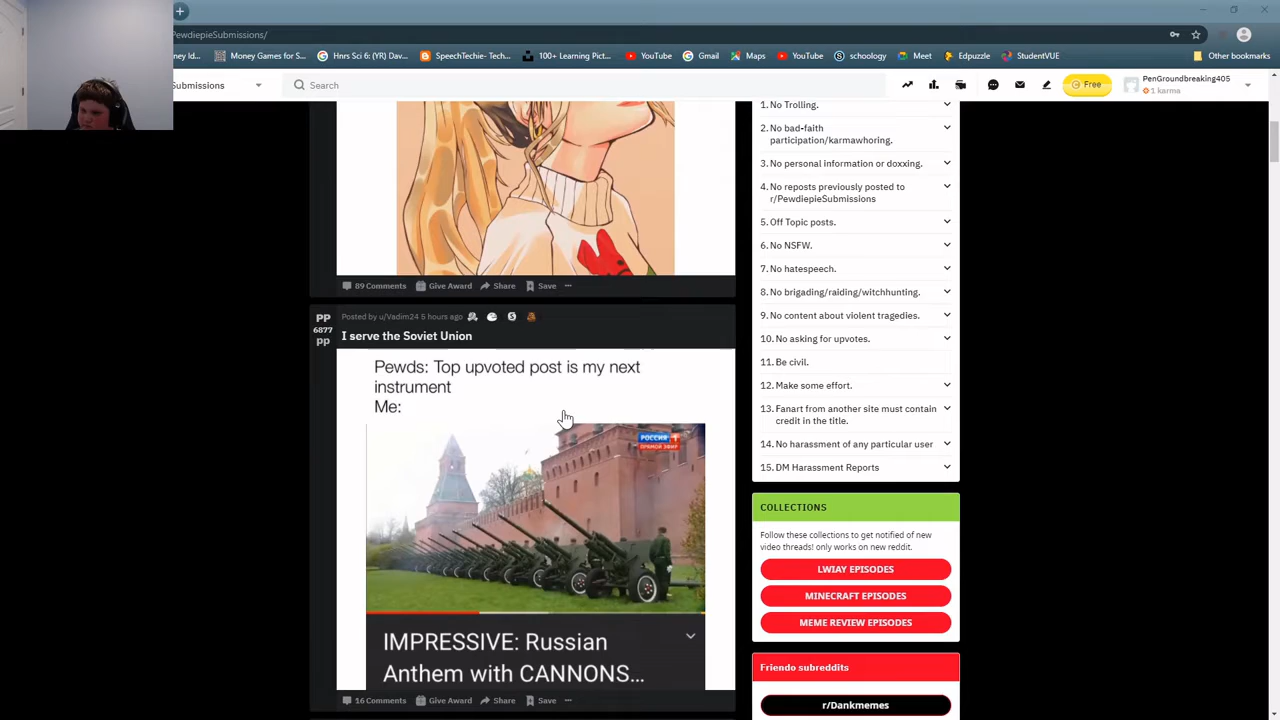 PewdiepieSubmissions/
ney Id...
Money Games for S...
Hnrs Sci 6: (YR) Dav...
SpeechTechie- Tech...
100+ Learning Pict...
YouTube
Gmail
Maps
YouTube
schoology
Meet
Edpuzzle
StudentVUE
Other bookmarks
Submissions
Search
Free
PenGroundbreaking405
1 karma
1. No Trolling.
2. No bad-faith
participation/karmawhoring.
3. No personal information or doxxing.
4. No reposts previously posted to
r/PewdiepieSubmissions
5. Off Topic posts.
6. No NSFW.
7. No hatespeech.
8. No brigading/raiding/witchhunting.
9. No content about violent tragedies.
10. No asking for upvotes.
11. Be civil.
12. Make some effort.
13. Fanart from another site must contain
credit in the title.
14. No harassment of any particular user
15. DM Harassment Reports
89 Comments Give Award Share Save
PP
6877
PP
Posted by u/Vadim24 5 hours ago
I serve the Soviet Union
Pewds: Top upvoted post is my next
instrument
Me:
РОССИЯ 1
ПРЯМОЙ ЭФИР
IMPRESSIVE: Russian
Anthem with CANNONS...
16 Comments Give Award Share Save
COLLECTIONS
Follow these collections to get notified of new
video threads! only works on new reddit.
LWIAY EPISODES
MINECRAFT EPISODES
MEME REVIEW EPISODES
Friendo subreddits
r/Dankmemes